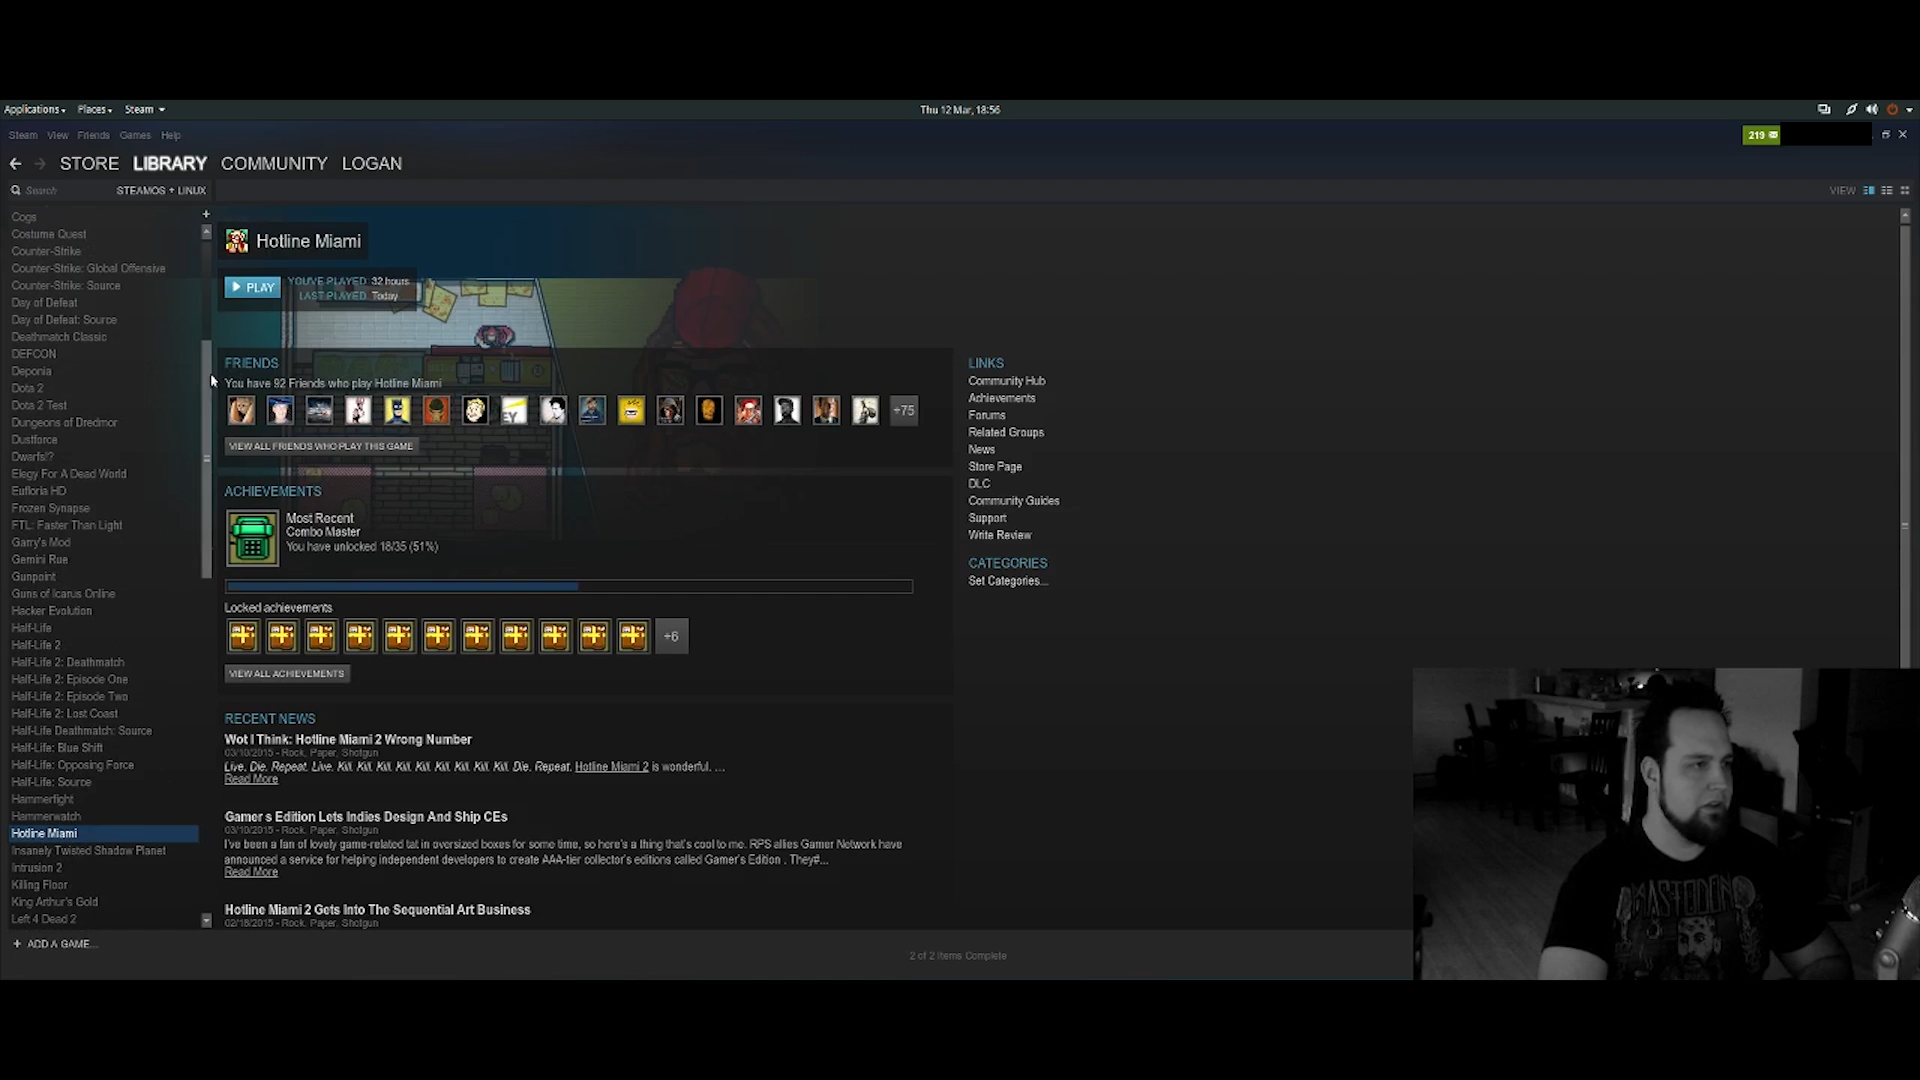 Applications Places Steam
Thu 12 Mar, 18:56
Steam View Friends Games Help
219
STORE LIBRARY COMMUNITY LOGAN
Search STEAMOS + LINUX
VIEW
Cogs
Costume Quest
Counter-Strike
Counter-Strike: Global Offensive
Counter-Strike: Source
Day of Defeat
Day of Defeat: Source
Deathmatch Classic
DEFCON
Deponia
Dota 2
Dota 2 Test
Dungeons of Dredmor
Dustforce
Dwarfs!?
Elegy For A Dead World
Eufloria HD
Frozen Synapse
FTL: Faster Than Light
Garry's Mod
Gemini Rue
Gunpoint
Guns of Icarus Online
Hacker Evolution
Half-Life
Half-Life 2
Half-Life 2: Deathmatch
Half-Life 2: Episode One
Half-Life 2: Episode Two
Half-Life 2: Lost Coast
Half-Life Deathmatch: Source
Half-Life: Blue Shift
Half-Life: Opposing Force
Half-Life: Source
Hammerfight
Hammerwatch
Hotline Miami
Insanely Twisted Shadow Planet
Intrusion 2
Killing Floor
King Arthur's Gold
Left 4 Dead 2
+ ADD A GAME...
Hotline Miami
PLAY
YOU'VE PLAYED 32 hours
LAST PLAYED Today
FRIENDS
You have 92 Friends who play Hotline Miami
EY
+75
VIEW ALL FRIENDS WHO PLAY THIS GAME
ACHIEVEMENTS
Most Recent
Combo Master
You have unlocked 18/35 (51%)
Locked achievements
+6
VIEW ALL ACHIEVEMENTS
RECENT NEWS
Wot I Think: Hotline Miami 2 Wrong Number
03/10/2015 - Rock, Paper, Shotgun
Live. Die. Repeat. Live. Kill. Kill. Kill. Kill. Kill. Kill. Kill. Kill. Die. Repeat. Hotline Miami 2 is wonderful. ...
Read More
Gamer s Edition Lets Indies Design And Ship CEs
03/10/2015 - Rock, Paper, Shotgun
I've been a fan of lovely game-related tat in oversized boxes for some time, so here's a thing that's cool to me. RPS allies Gamer Network have
announced a service for helping independent developers to create AAA-tier collector's editions called Gamer's Edition . They#...
Read More
Hotline Miami 2 Gets Into The Sequential Art Business
02/18/2015 - Rock, Paper, Shotgun
LINKS
Community Hub
Achievements
Forums
Related Groups
News
Store Page
DLC
Community Guides
Support
Write Review
CATEGORIES
Set Categories...
2 of 2 Items Complete
MASTODON